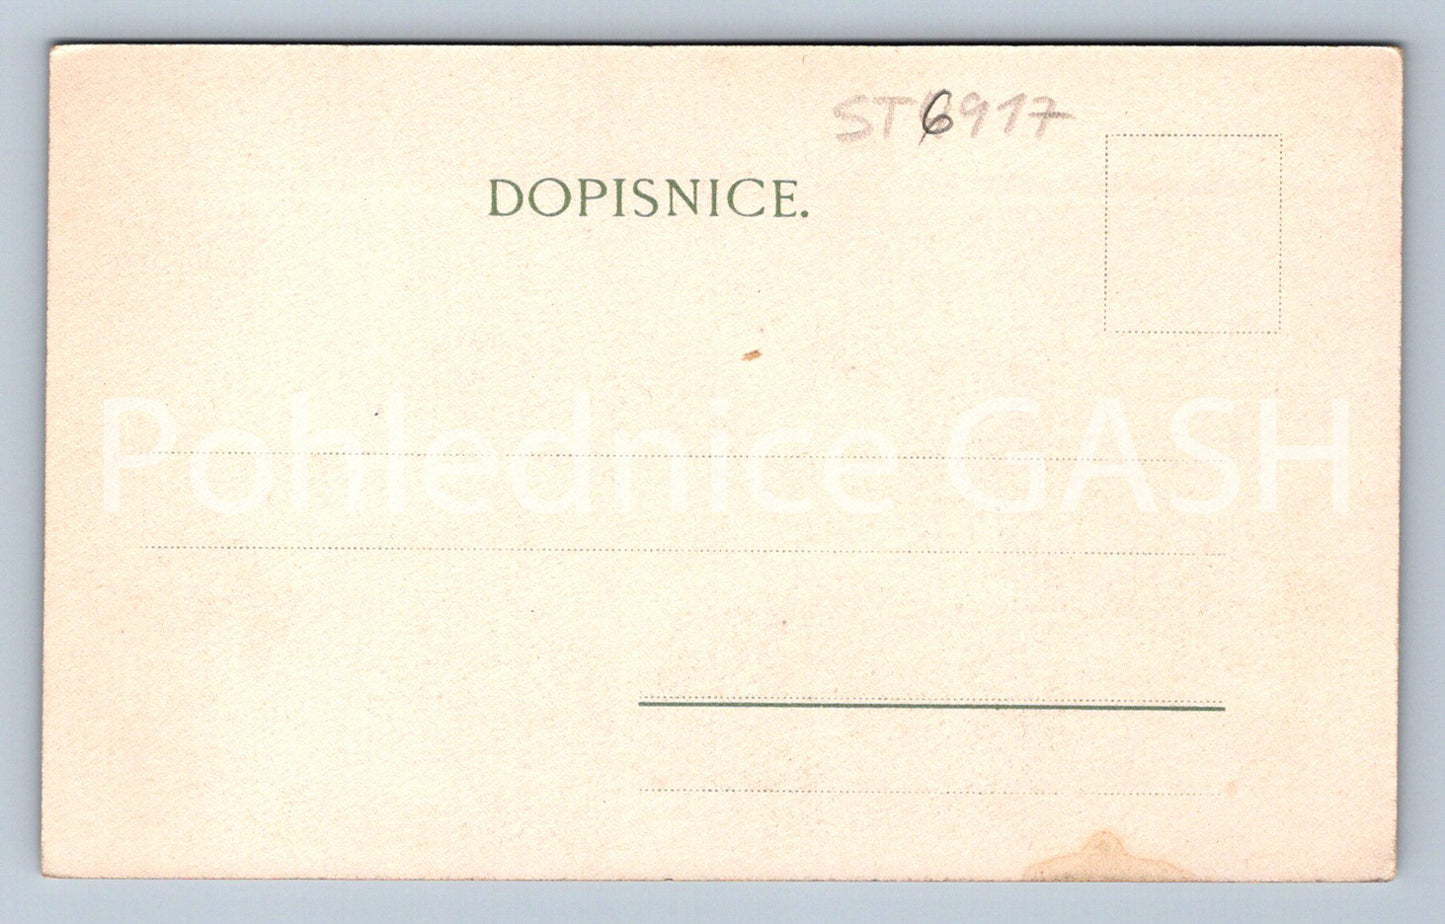 ST6917
DOPISNICE.
Pohlednice GASH